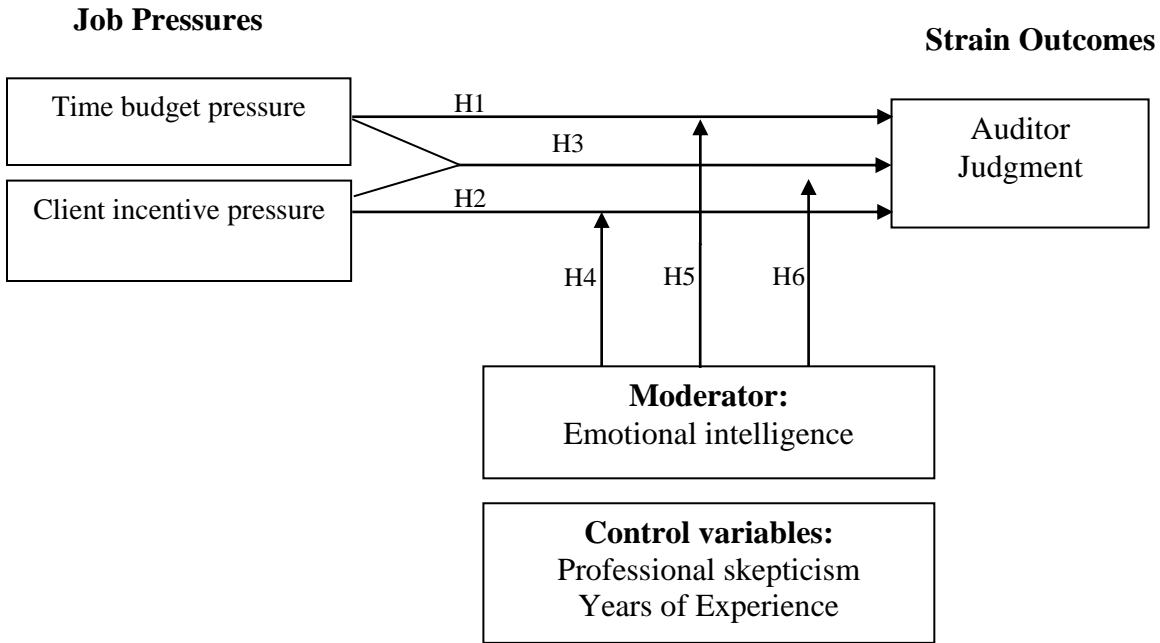 Job Pressures
Strain Outcomes
Time budget pressure
Client incentive pressure
H1
H3
H2
Auditor
Judgment
H4
H5
H6
Moderator:
Emotional intelligence
Control variables:
Professional skepticism
Years of Experience